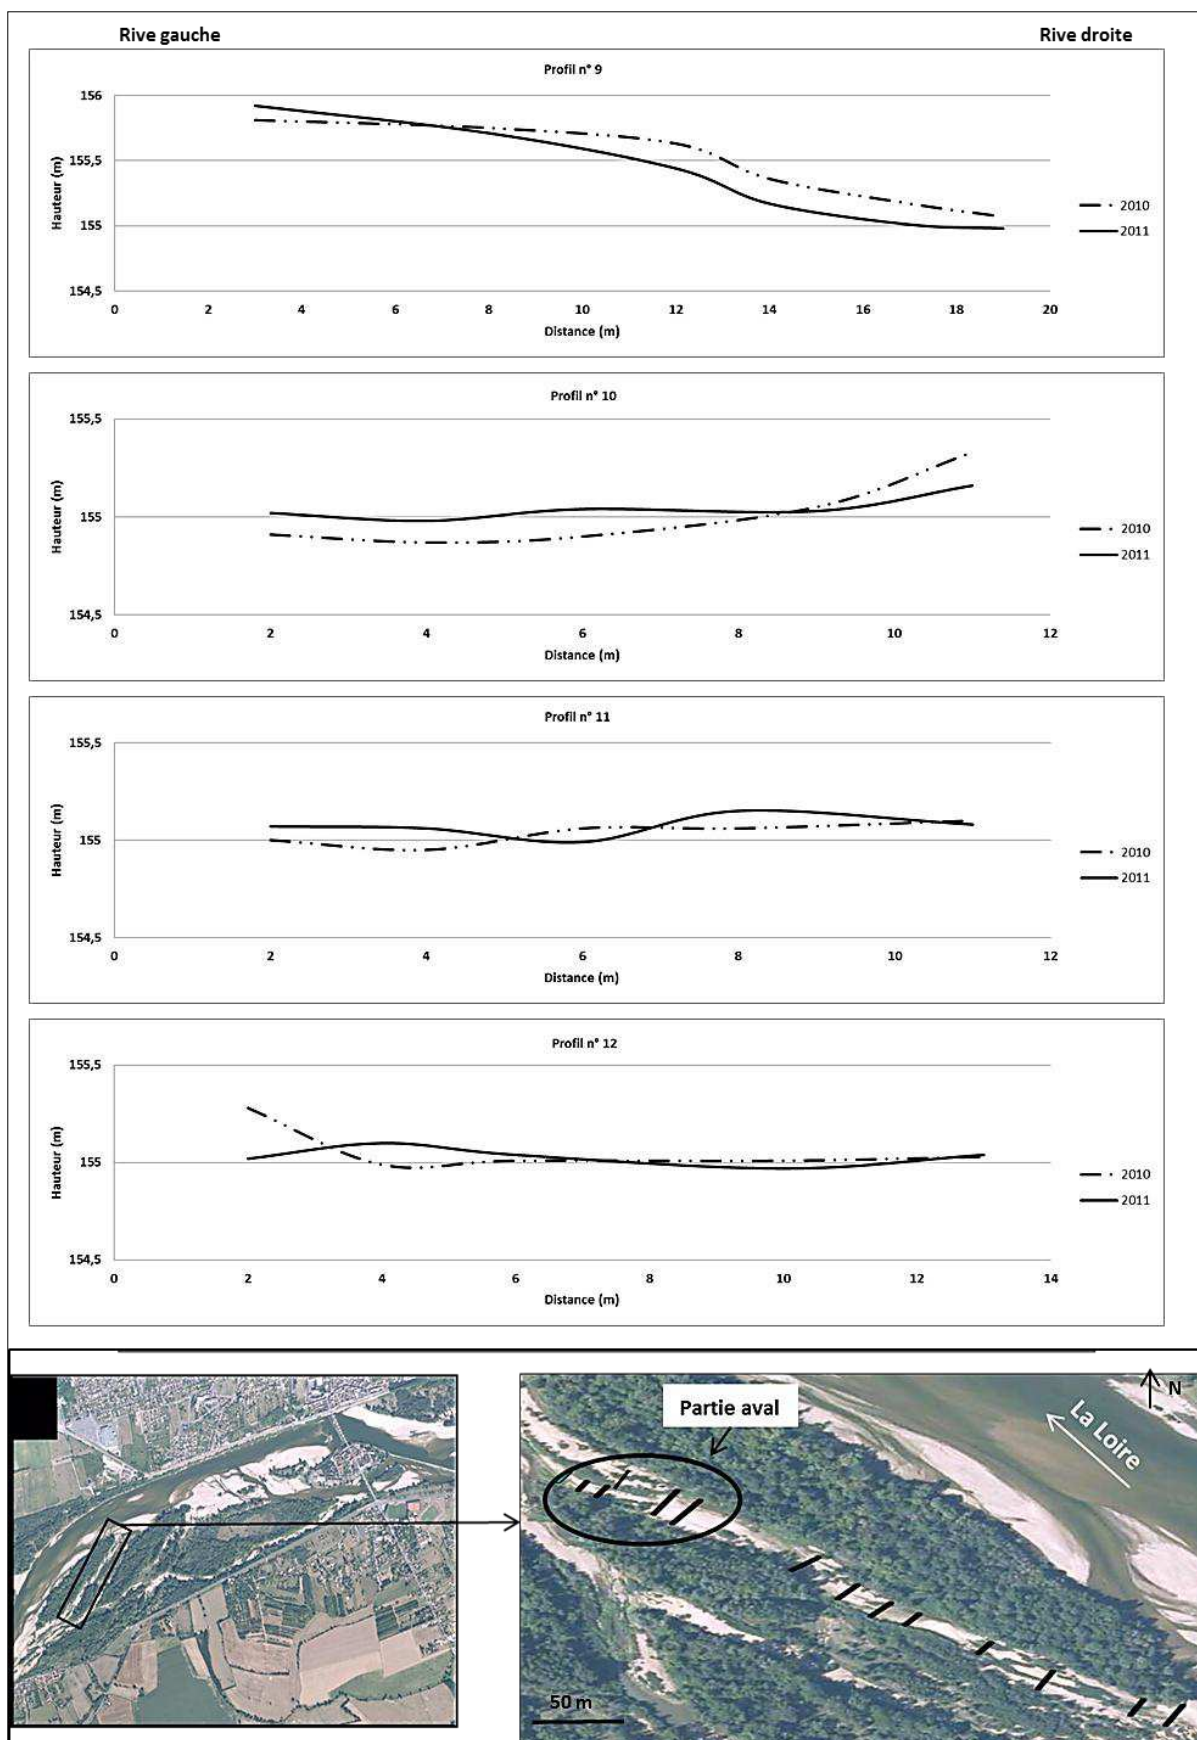 Rive gauche
Rive droite
Profil n° 9
156
155,5
155
154,5
Hauteur (m)
0 2 4 6 8 10 12 14 16 18 20
Distance (m)
2010
2011
Profil n° 10
155,5
155
154,5
Hauteur (m)
0 2 4 6 8 10 12
Distance (m)
2010
2011
Profil n° 11
155,5
155
154,5
Hauteur (m)
0 2 4 6 8 10 12
Distance (m)
2010
2011
Profil n° 12
155,5
155
154,5
Hauteur (m)
0 2 4 6 8 10 12 14
Distance (m)
2010
2011
Partie aval
N
La Loire
50 m